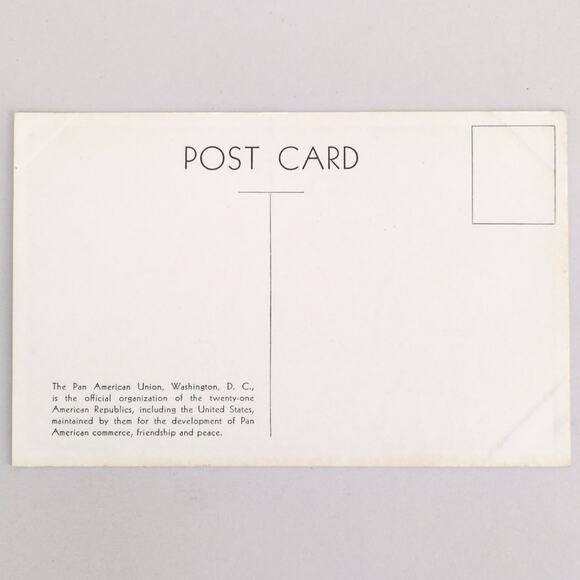 POST CARD
The Pan American Union, Washington, D. C.,
is the official organization of the twenty-one
American Republics, including the United States,
maintained by them for the development of Pan
American commerce, friendship and peace.